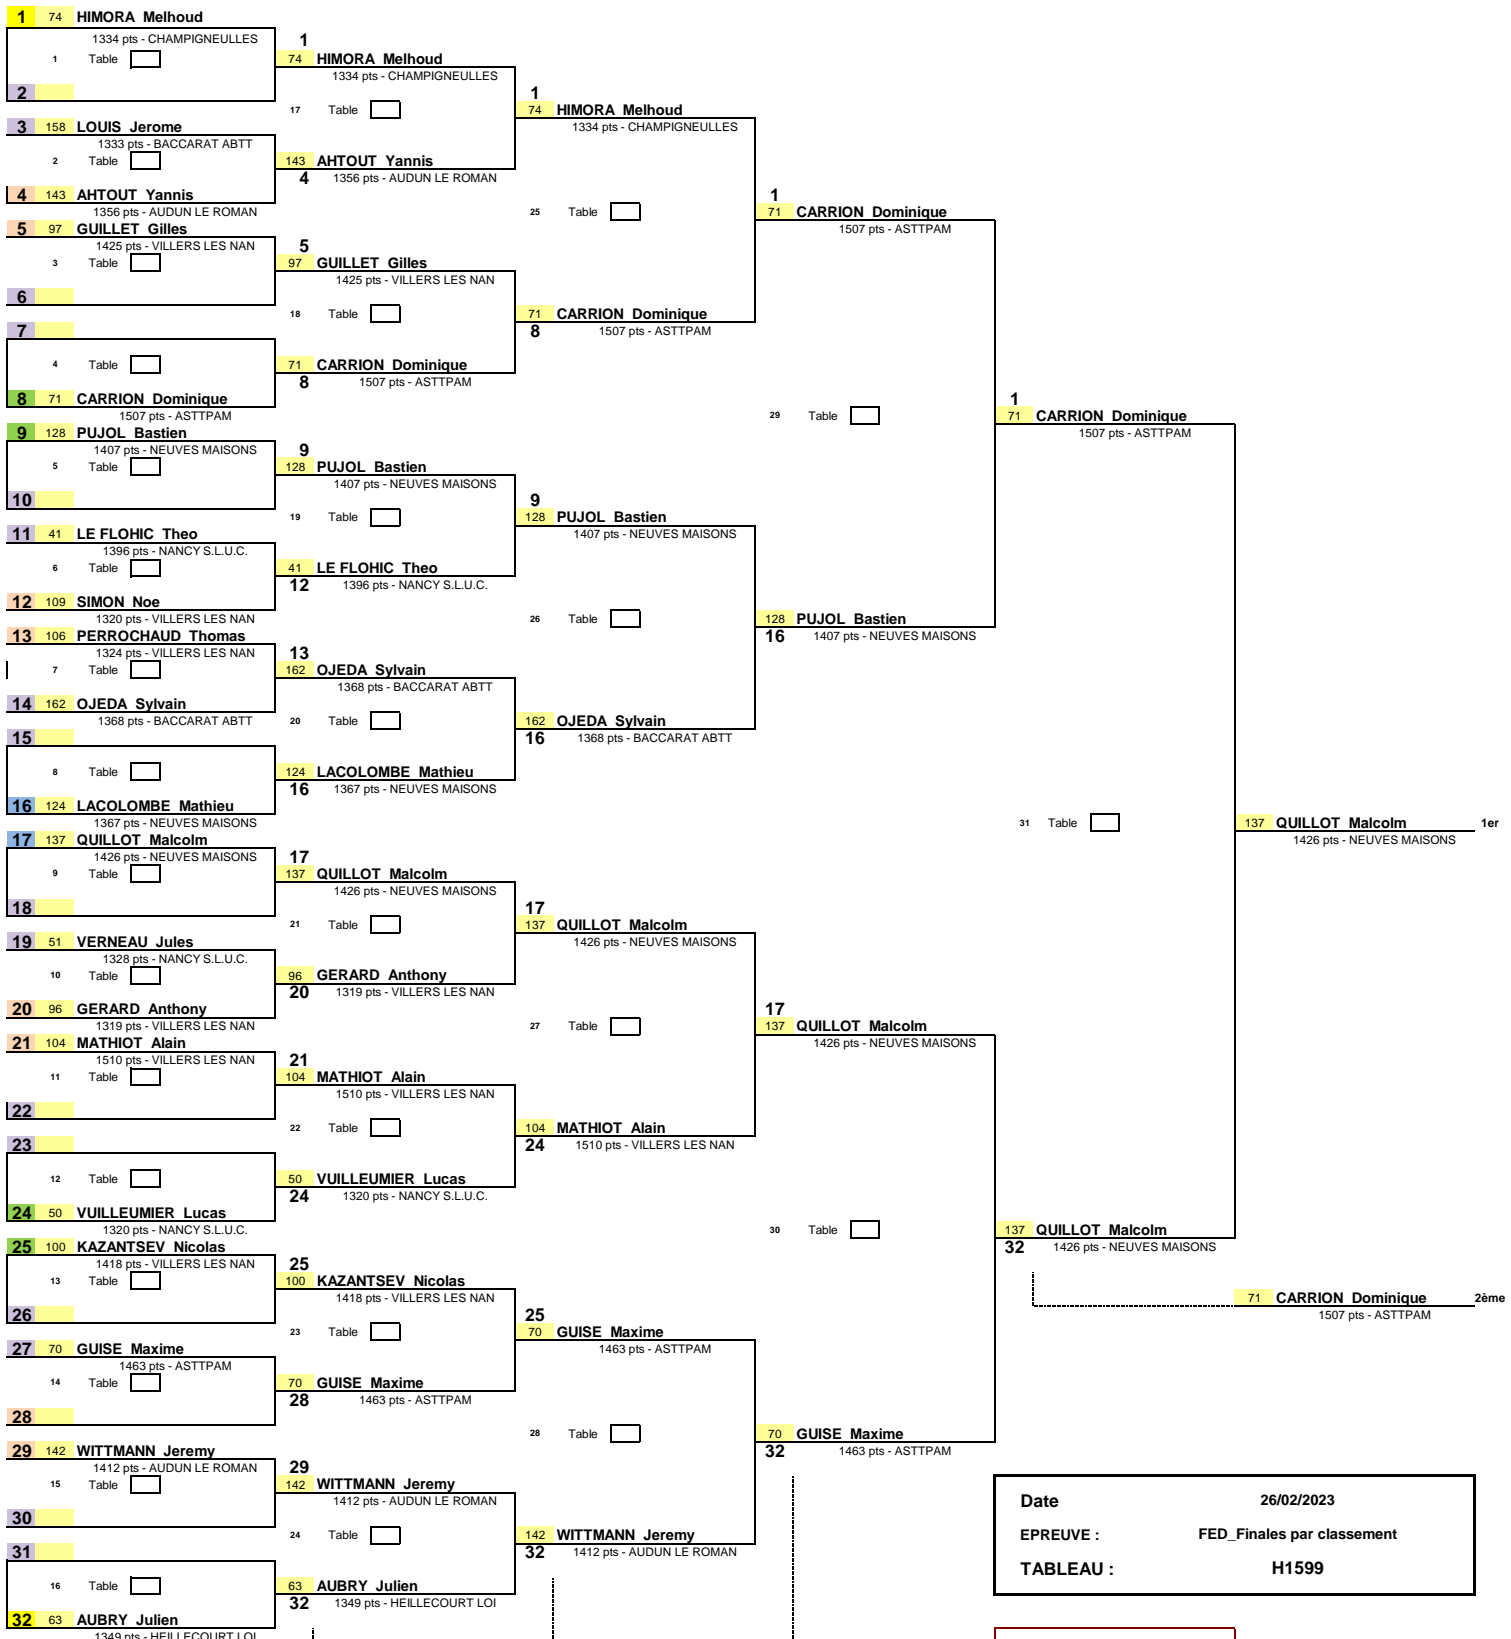 1 74 HIMORA Melhoud
1334 pts - CHAMPIGNEULLES
1 Table
2
3 158 LOUIS Jerome
1333 pts - BACCARAT ABTT
2 Table
4 143 AHTOUT Yannis
1356 pts - AUDUN LE ROMAN
5 97 GUILLET Gilles
1425 pts - VILLERS LES NAN
3 Table
6
7
4 Table
8 71 CARRION Dominique
1507 pts - ASTTPAM
9 128 PUJOL Bastien
1407 pts - NEUVES MAISONS
5 Table
10
11 41 LE FLOHIC Theo
1396 pts - NANCY S.L.U.C.
6 Table
12 109 SIMON Noe
1320 pts - VILLERS LES NAN
13 106 PERROCHAUD Thomas
1324 pts - VILLERS LES NAN
7 Table
14 162 OJEDA Sylvain
1368 pts - BACCARAT ABTT
15
8 Table
16 124 LACOLOMBE Mathieu
1367 pts - NEUVES MAISONS
17 137 QUILLOT Malcolm
1426 pts - NEUVES MAISONS
9 Table
18
19 51 VERNEAU Jules
1328 pts - NANCY S.L.U.C.
10 Table
20 96 GERARD Anthony
1319 pts - VILLERS LES NAN
21 104 MATHIOT Alain
1510 pts - VILLERS LES NAN
11 Table
22
23
12 Table
24 50 VUILLEUMIER Lucas
1320 pts - NANCY S.L.U.C.
25 100 KAZANTSEV Nicolas
1418 pts - VILLERS LES NAN
13 Table
26
27 70 GUISE Maxime
1463 pts - ASTTPAM
14 Table
28
29 142 WITTMANN Jeremy
1412 pts - AUDUN LE ROMAN
15 Table
30
31
16 Table
32 63 AUBRY Julien
1349 pts - HEILLECOURT LOI
1
74 HIMORA Melhoud
1334 pts - CHAMPIGNEULLES
17 Table
143 AHTOUT Yannis
4 1356 pts - AUDUN LE ROMAN
5
97 GUILLET Gilles
1425 pts - VILLERS LES NAN
18 Table
71 CARRION Dominique
8 1507 pts - ASTTPAM
9
128 PUJOL Bastien
1407 pts - NEUVES MAISONS
19 Table
41 LE FLOHIC Theo
12 1396 pts - NANCY S.L.U.C.
13
162 OJEDA Sylvain
1368 pts - BACCARAT ABTT
20 Table
124 LACOLOMBE Mathieu
16 1367 pts - NEUVES MAISONS
17
137 QUILLOT Malcolm
1426 pts - NEUVES MAISONS
21 Table
96 GERARD Anthony
20 1319 pts - VILLERS LES NAN
21
104 MATHIOT Alain
1510 pts - VILLERS LES NAN
22 Table
50 VUILLEUMIER Lucas
24 1320 pts - NANCY S.L.U.C.
25
100 KAZANTSEV Nicolas
1418 pts - VILLERS LES NAN
23 Table
70 GUISE Maxime
28 1463 pts - ASTTPAM
29
142 WITTMANN Jeremy
1412 pts - AUDUN LE ROMAN
24 Table
63 AUBRY Julien
32 1349 pts - HEILLECOURT LOI
1
74 HIMORA Melhoud
1334 pts - CHAMPIGNEULLES
25 Table
71 CARRION Dominique
8 1507 pts - ASTTPAM
9
128 PUJOL Bastien
1407 pts - NEUVES MAISONS
26 Table
162 OJEDA Sylvain
16 1368 pts - BACCARAT ABTT
17
137 QUILLOT Malcolm
1426 pts - NEUVES MAISONS
27 Table
104 MATHIOT Alain
24 1510 pts - VILLERS LES NAN
25
70 GUISE Maxime
1463 pts - ASTTPAM
28 Table
142 WITTMANN Jeremy
32 1412 pts - AUDUN LE ROMAN
1
71 CARRION Dominique
1507 pts - ASTTPAM
29 Table
128 PUJOL Bastien
16 1407 pts - NEUVES MAISONS
17
137 QUILLOT Malcolm
1426 pts - NEUVES MAISONS
30 Table
70 GUISE Maxime
32 1463 pts - ASTTPAM
1
71 CARRION Dominique
1507 pts - ASTTPAM
31 Table
137 QUILLOT Malcolm
32 1426 pts - NEUVES MAISONS
137 QUILLOT Malcolm 1er
1426 pts - NEUVES MAISONS
71 CARRION Dominique 2ème
1507 pts - ASTTPAM
Date 26/02/2023
EPREUVE : FED_Finales par classement
TABLEAU : H1599